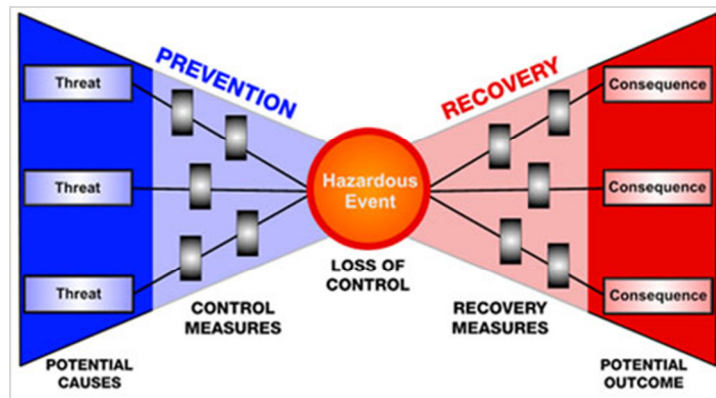 PREVENTION
RECOVERY
Threat
Consequence
Threat
Hazardous
Event
Consequence
Threat
Consequence
LOSS OF
CONTROL
CONTROL
MEASURES
RECOVERY
MEASURES
POTENTIAL
CAUSES
POTENTIAL
OUTCOME